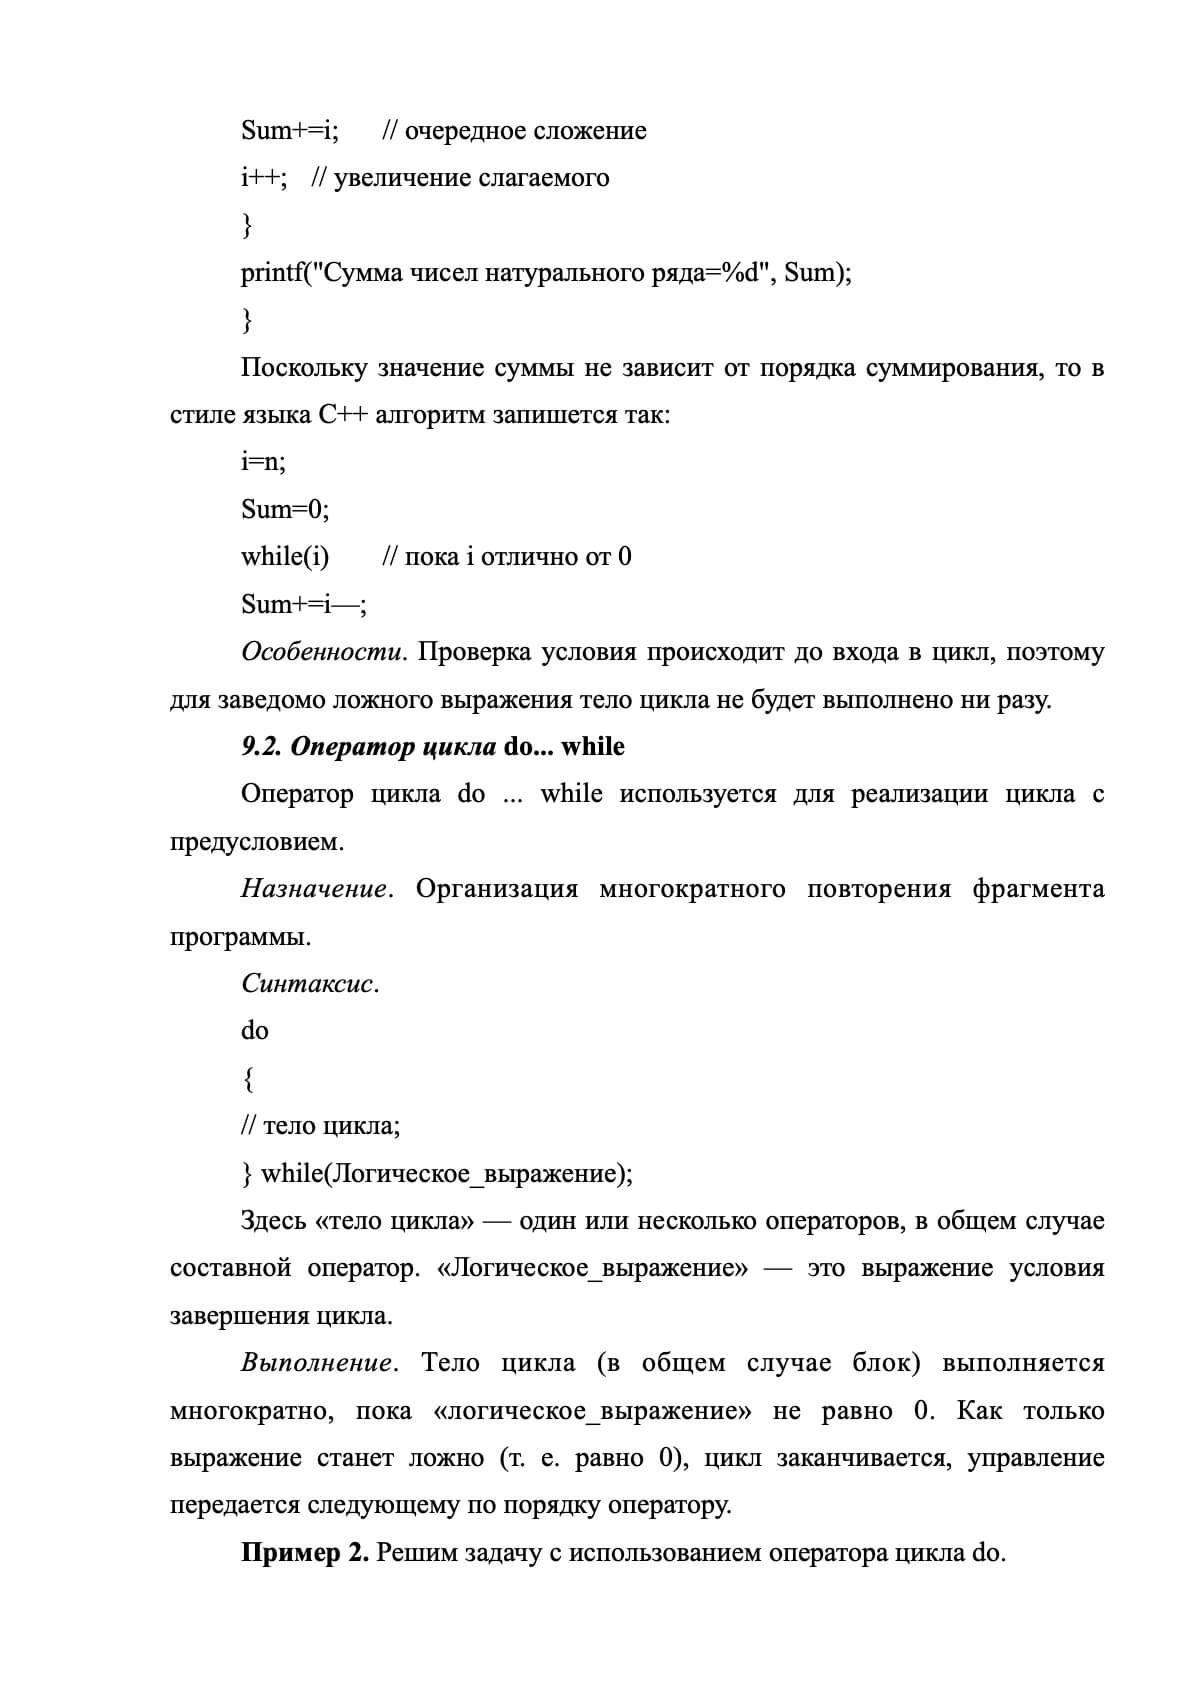 Sum+=i; // очередное сложение
i++; // увеличение слагаемого
}
printf("Сумма чисел натурального ряда=%d", Sum);
}
Поскольку значение суммы не зависит от порядка суммирования, то в
стиле языка С++ алгоритм запишется так:
i=n;
Sum=0;
while(i) // пока i отлично от 0
Sum+=i—;
Особенности. Проверка условия происходит до входа в цикл, поэтому
для заведомо ложного выражения тело цикла не будет выполнено ни разу.
9.2. Оператор цикла do... while
Оператор цикла do ... while используется для реализации цикла с
предусловием.
Назначение. Организация многократного повторения фрагмента
программы.
Синтаксис.
do
{
// тело цикла;
} while(Логическое_выражение);
Здесь «тело цикла» — один или несколько операторов, в общем случае
составной оператор. «Логическое_выражение» — это выражение условия
завершения цикла.
Выполнение. Тело цикла (в общем случае блок) выполняется
многократно, пока «логическое_выражение» не равно 0. Как только
выражение станет ложно (т. е. равно 0), цикл заканчивается, управление
передается следующему по порядку оператору.
Пример 2. Решим задачу с использованием оператора цикла do.